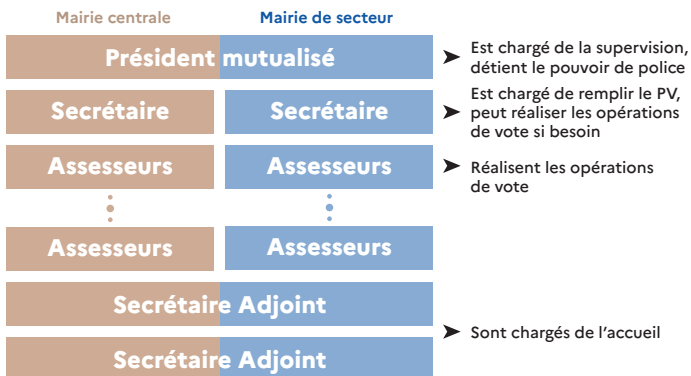 Mairie centrale
Mairie de secteur
Président mutualisé
Est chargé de la supervision,
détient le pouvoir de police
Secrétaire
Secrétaire
Est chargé de remplir le PV,
peut réaliser les opérations
de vote si besoin
Assesseurs
Assesseurs
Réalisent les opérations
de vote
Assesseurs
Assesseurs
Secrétaire Adjoint
Secrétaire Adjoint
Sont chargés de l’accueil